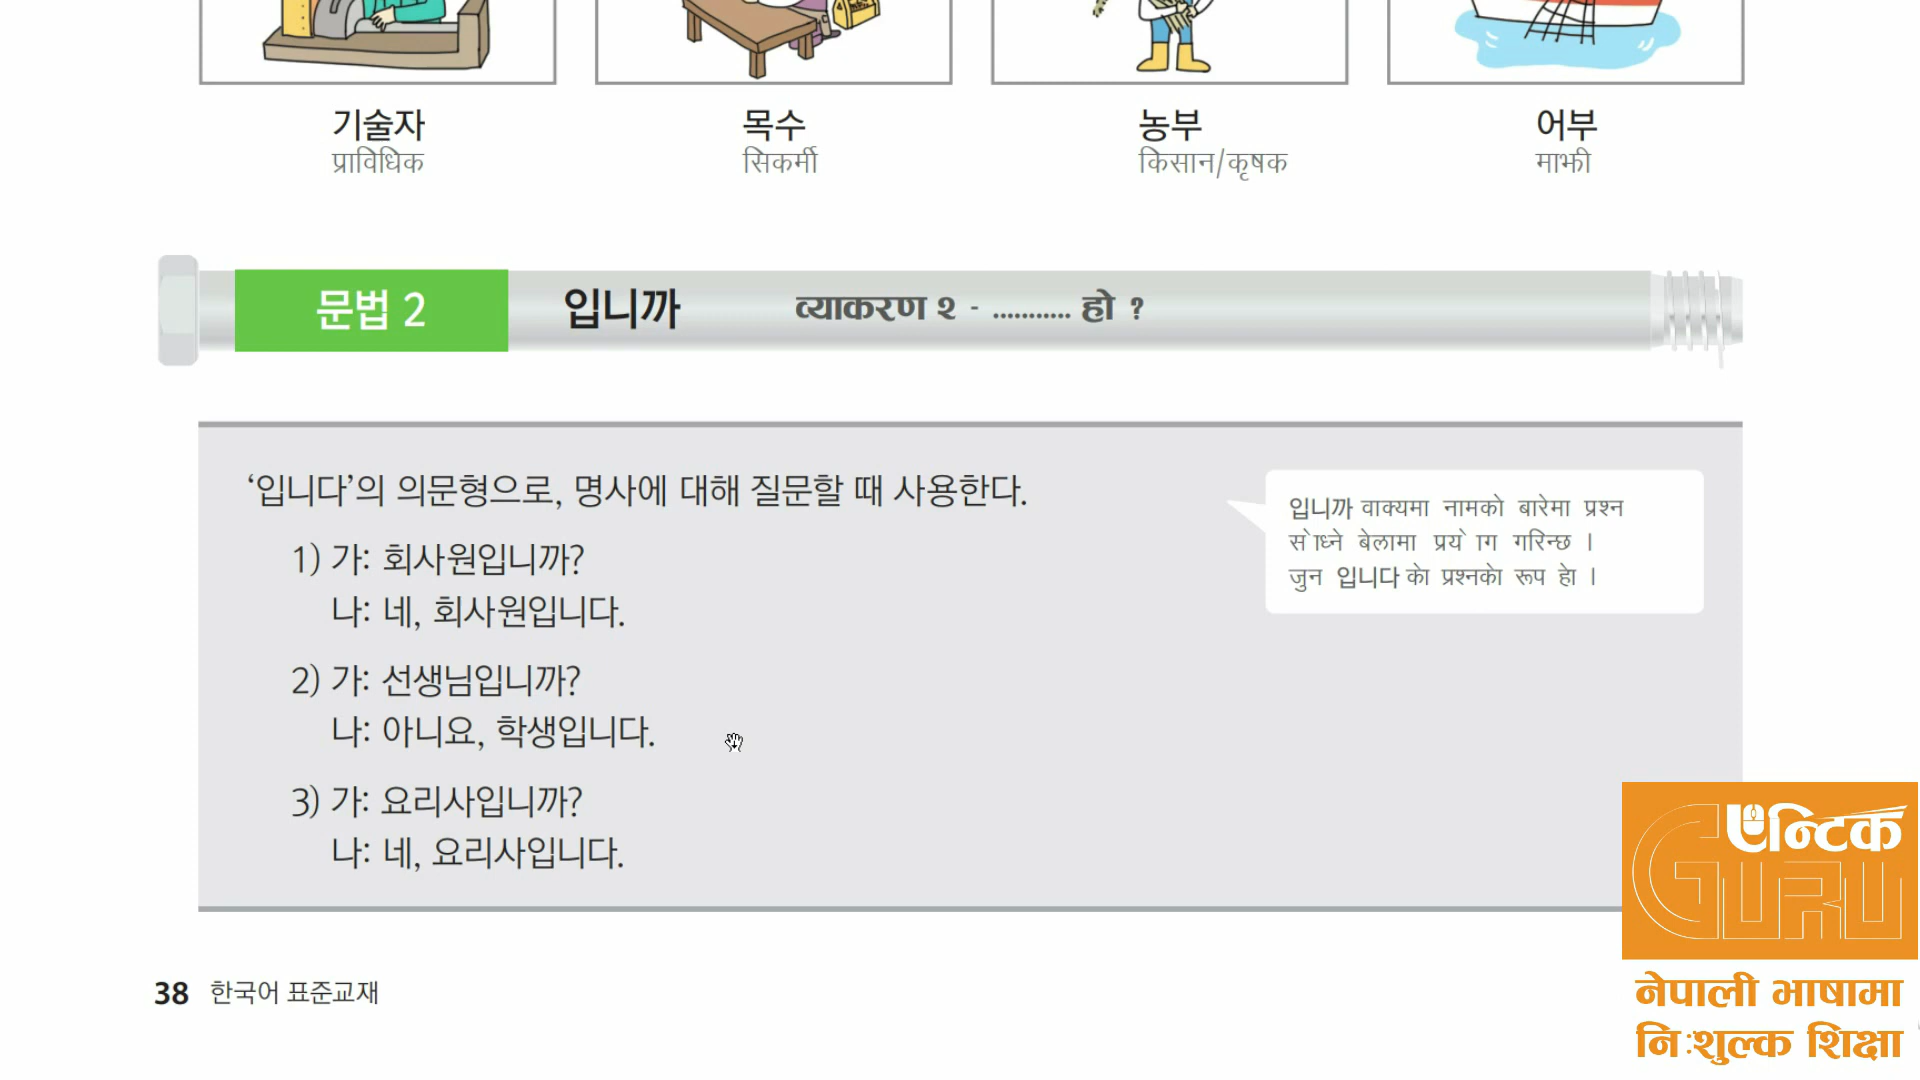 기술자
प्राविधिक
목수
सिकर्मी
농부
किसान/कृषक
어부
माझी
문법 2 입니까 व्याकरण २ - ........... हो ?
‘입니다’의 의문형으로, 명사에 대해 질문할 때 사용한다.
입니까 वाक्यमा नामको बारेमा प्रश्न
सोध्ने बेलामा प्रयोग गरिन्छ ।
जुन 입니다 को प्रश्नको रूप हो ।
1) 가: 회사원입니까?
나: 네, 회사원입니다.
2) 가: 선생님입니까?
나: 아니요, 학생입니다.
3) 가: 요리사입니까?
나: 네, 요리사입니다.
एन्टिक
GURU
नेपाली भाषामा
नि:शुल्क शिक्षा
38 한국어 표준교재